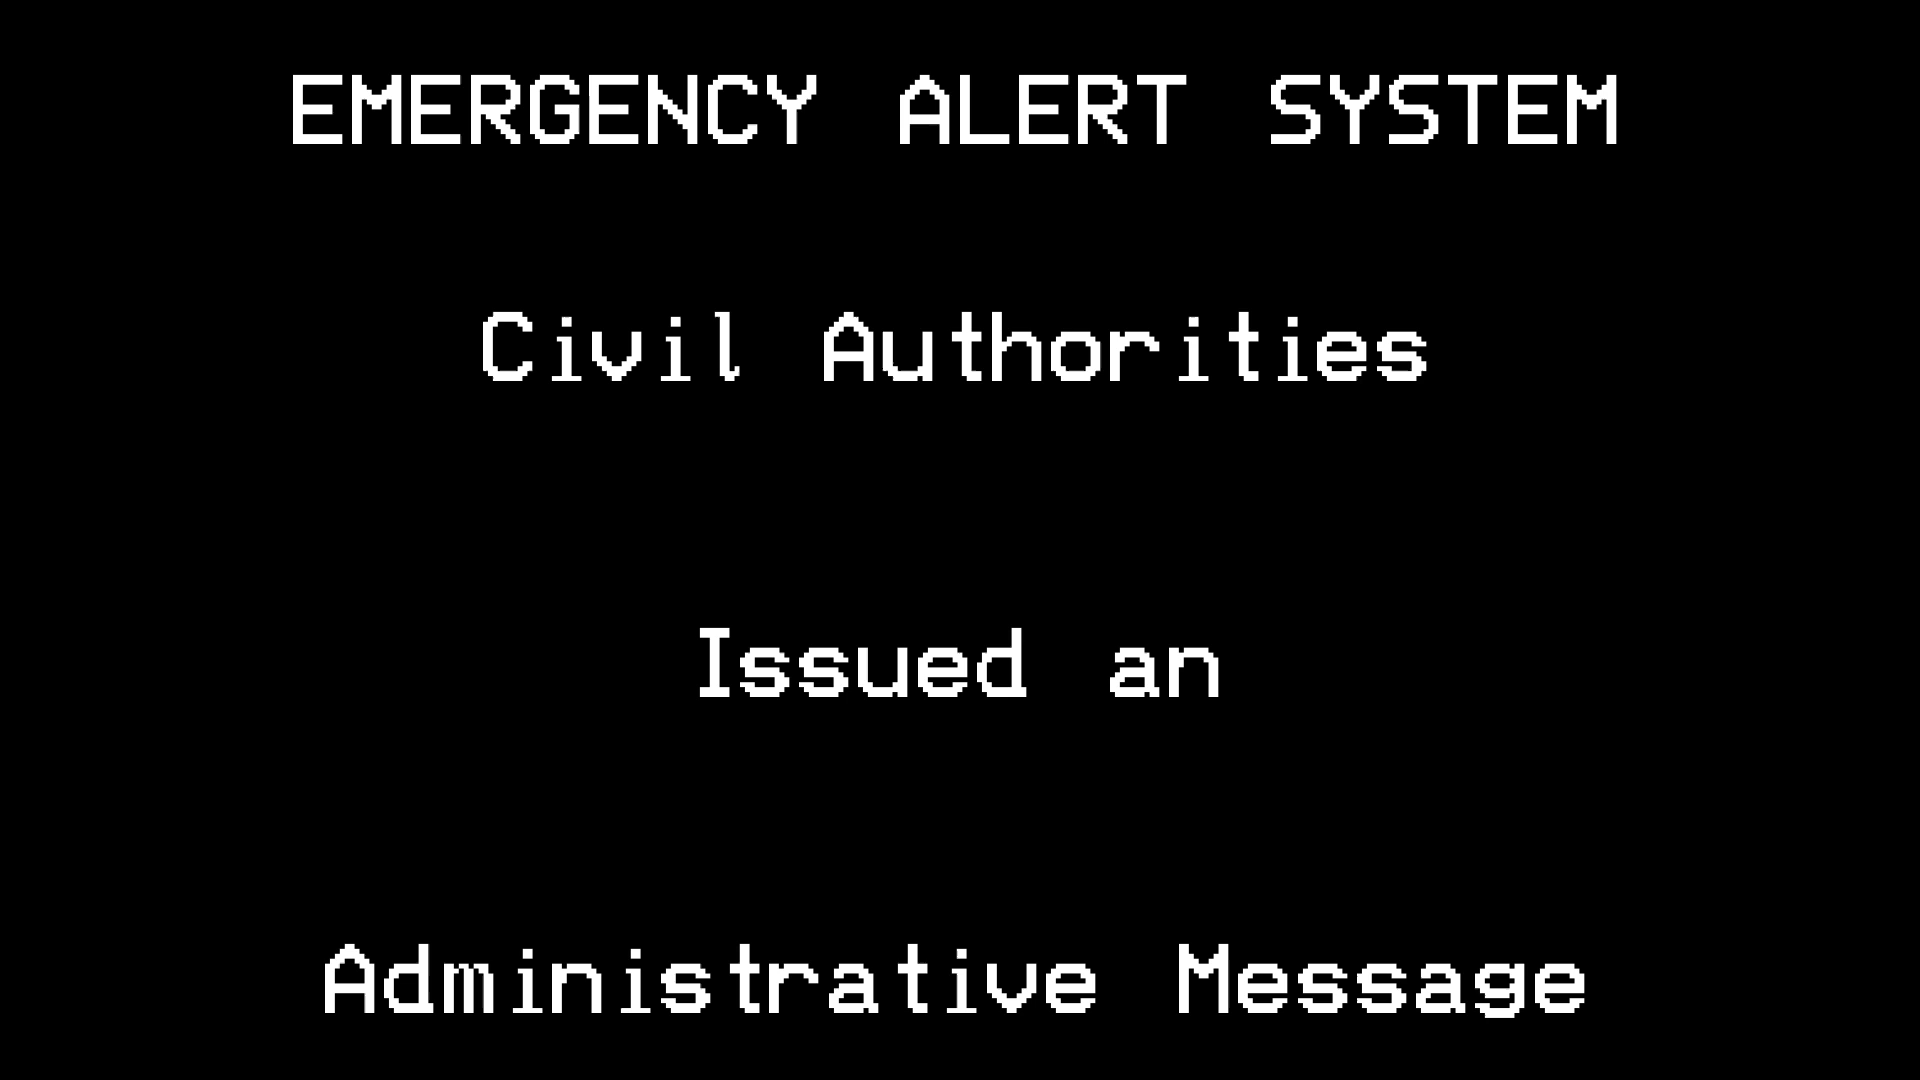 EMERGENCY ALERT SYSTEM
Civil Authorities
Issued an
Administrative Message